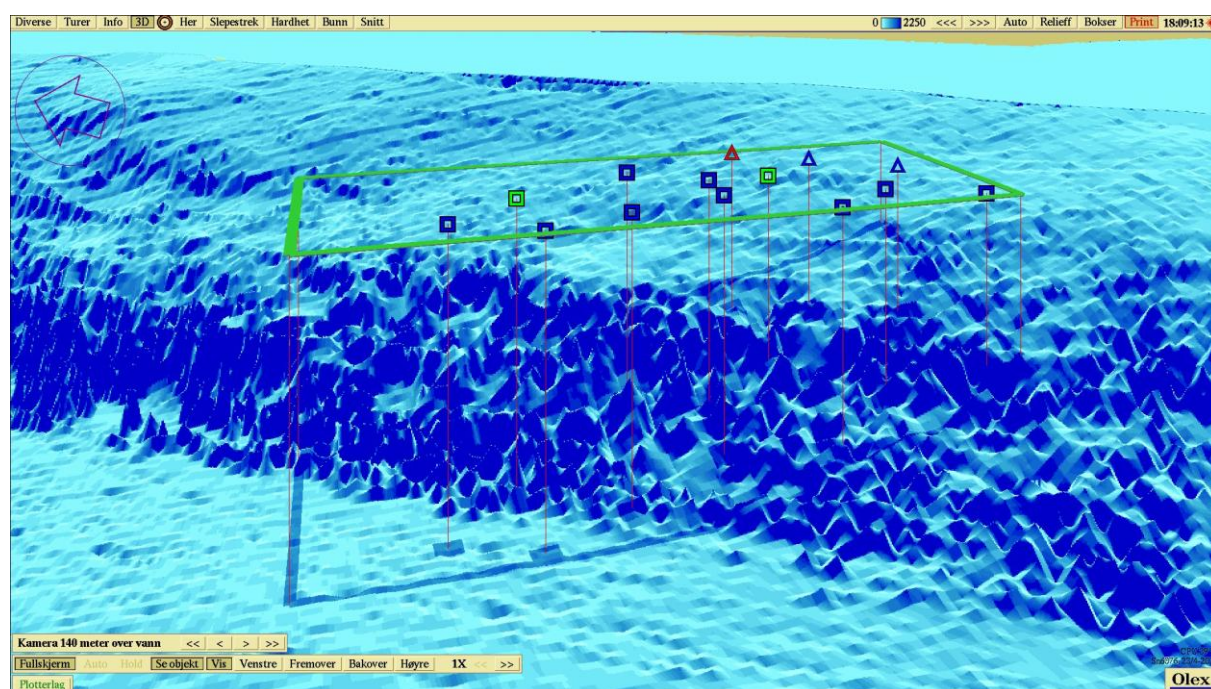 Diverse Turer Info 3D Her Slepestrek Hardhet Bunn Snitt 0 2250 <<< >>> Auto Relieff Bokser Print 18:09:13
Kamera 140 meter over vann << < > >>
Fullskjerm Auto Hold Se objekt Vis Venstre Fremover Bakover Høyre 1X << >>
Plotterlag Olex